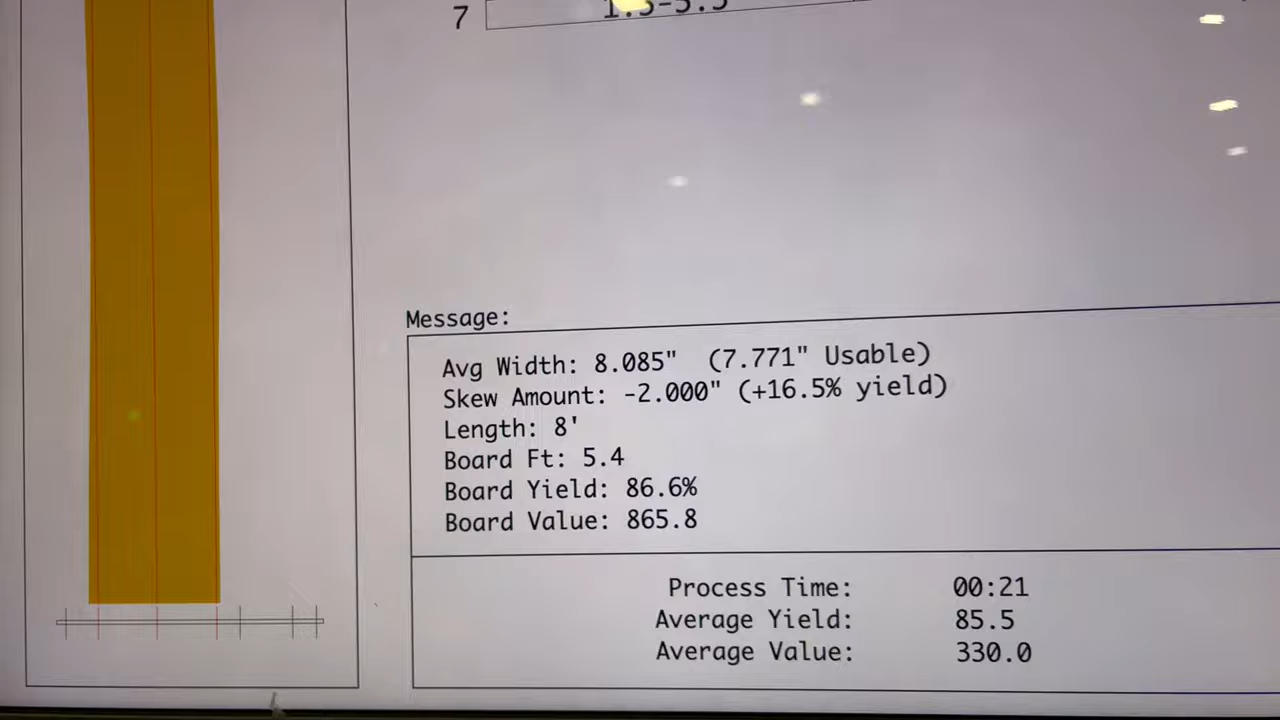 7
Message:
Avg Width: 8.085" (7.771" Usable)
Skew Amount: -2.000" (+16.5% yield)
Length: 8'
Board Ft: 5.4
Board Yield: 86.6%
Board Value: 865.8
Process Time: 00:21
Average Yield: 85.5
Average Value: 330.0